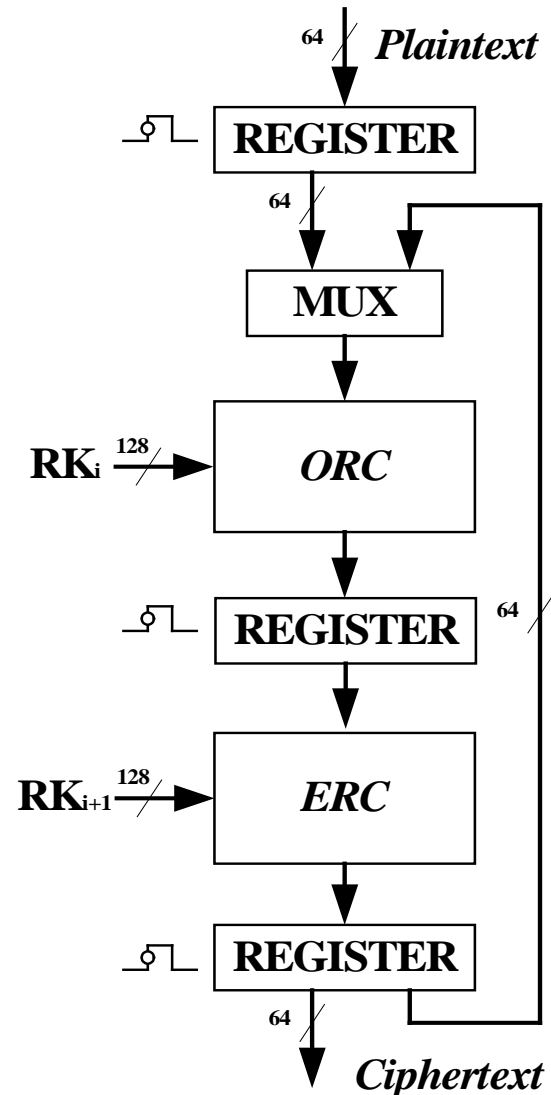 64 Plaintext
REGISTER
64
MUX
128
RKi
ORC
REGISTER
64
128
RKi+1
ERC
REGISTER
64
Ciphertext